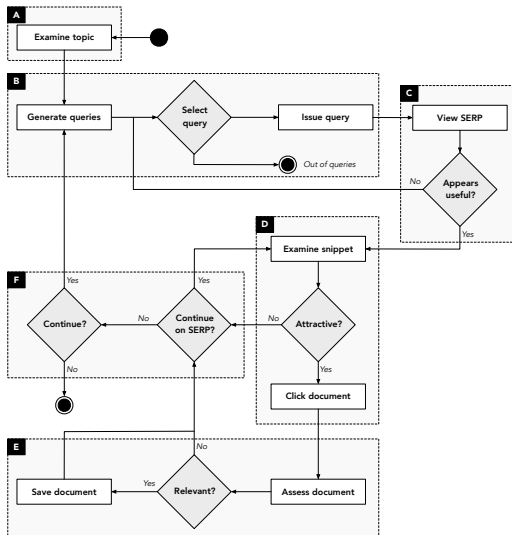 A
Examine topic
B
Generate queries
Select
query
Issue query
Out of queries
C
View SERP
Appears
useful?
No
Yes
D
Examine snippet
Attractive?
No
Yes
Click document
F
Continue?
Yes
No
Continue
on SERP?
Yes
No
E
Save document
Relevant?
Yes
No
Assess document